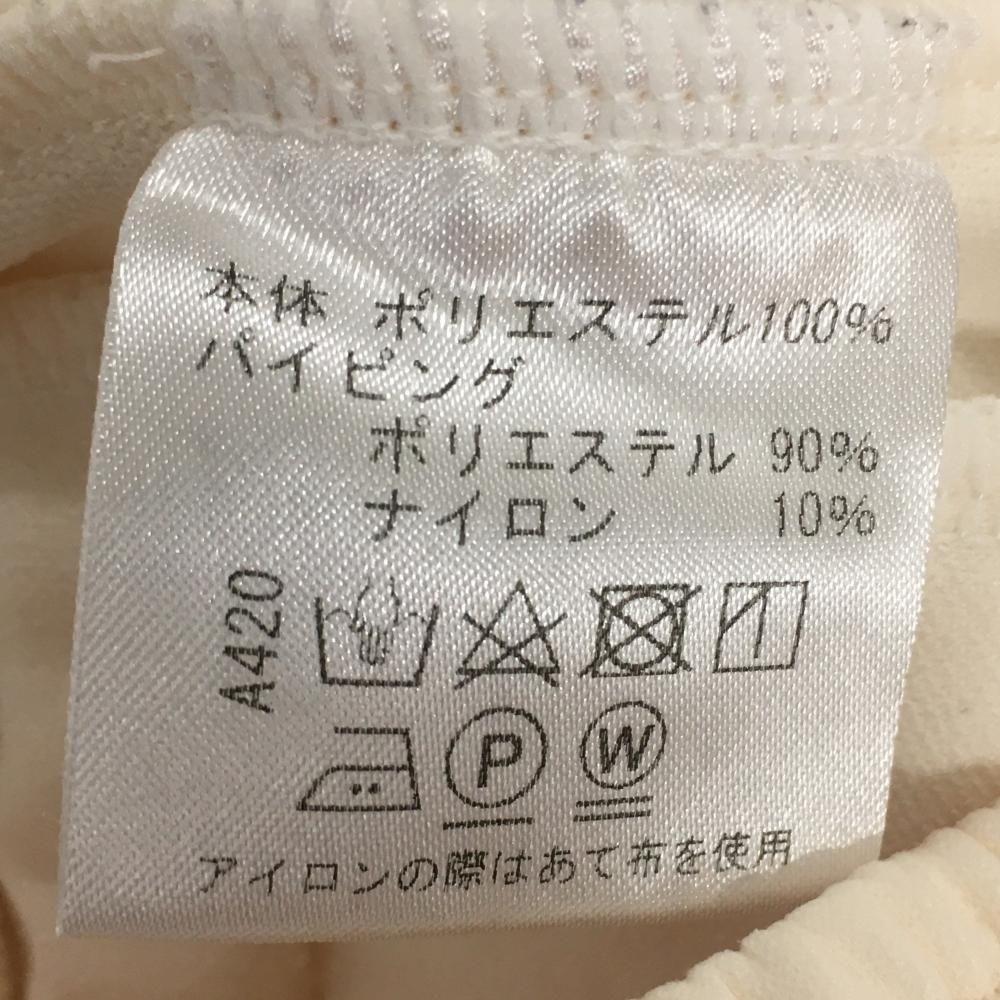 本体 ポリエステル100%
パイピング
ポリエステル 90%
ナイロン 10%
A420
P W
アイロンの際はあて布を使用